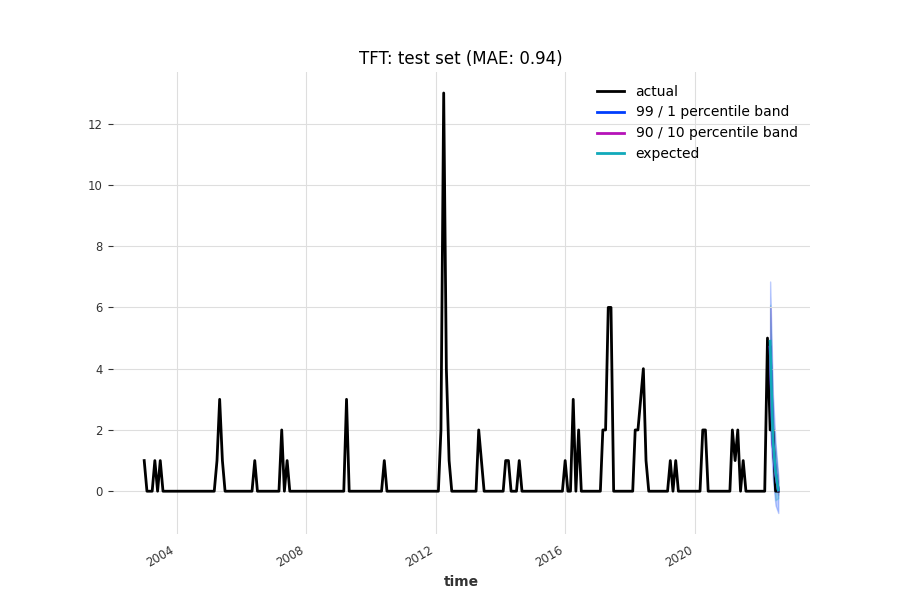 TFT: test set (MAE: 0.94)
actual
99 / 1 percentile band
90 / 10 percentile band
expected
12
10
8
6
4
2
0
2004
2008
2012
2016
2020
time